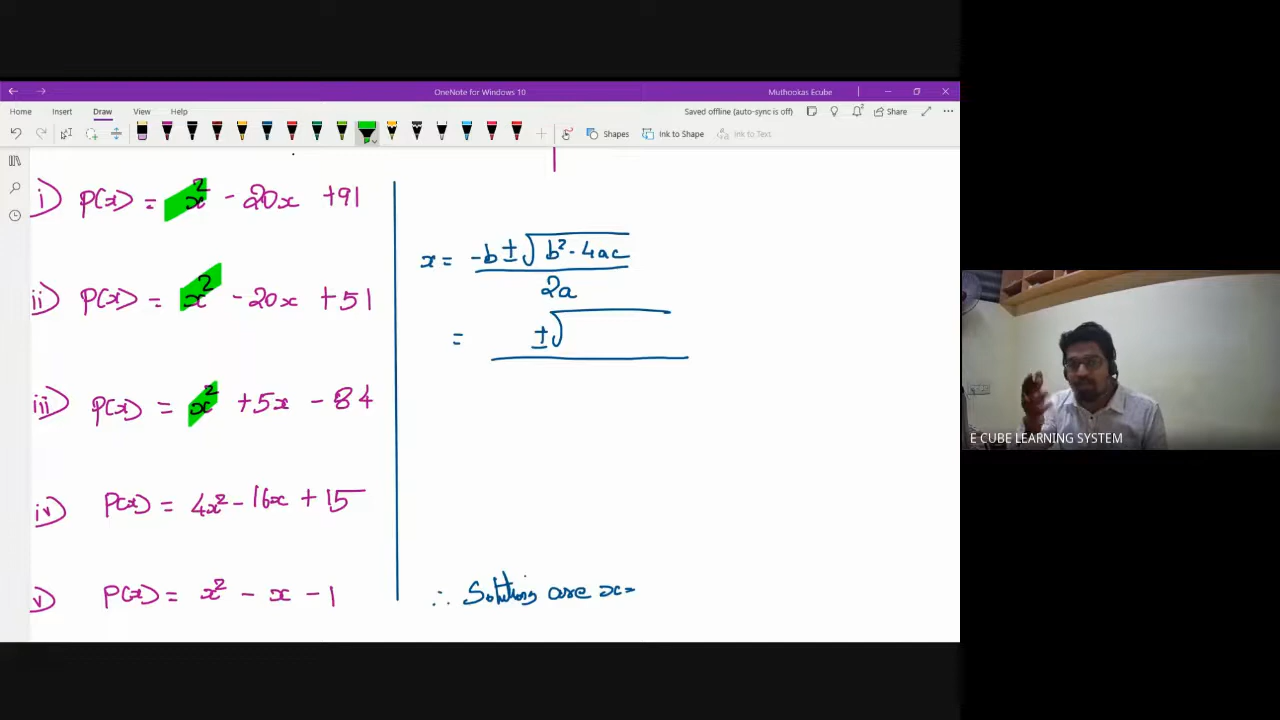 OneNote for Windows 10
Muthookas Ecube
Home Insert Draw View Help
Saved offline (auto-sync is off)
Share
Shapes
Ink to Shape
Ink to Text
i) P(x) = x² - 20x + 91
ii) P(x) = x² - 20x + 51
iii) P(x) = x² + 5x - 84
iv) P(x) = 4x² - 16x + 15
v) P(x) = x² - x - 1
x = -b ± √b² - 4ac
2a
= ± √
∴ Solutions are x=
E CUBE LEARNING SYSTEM